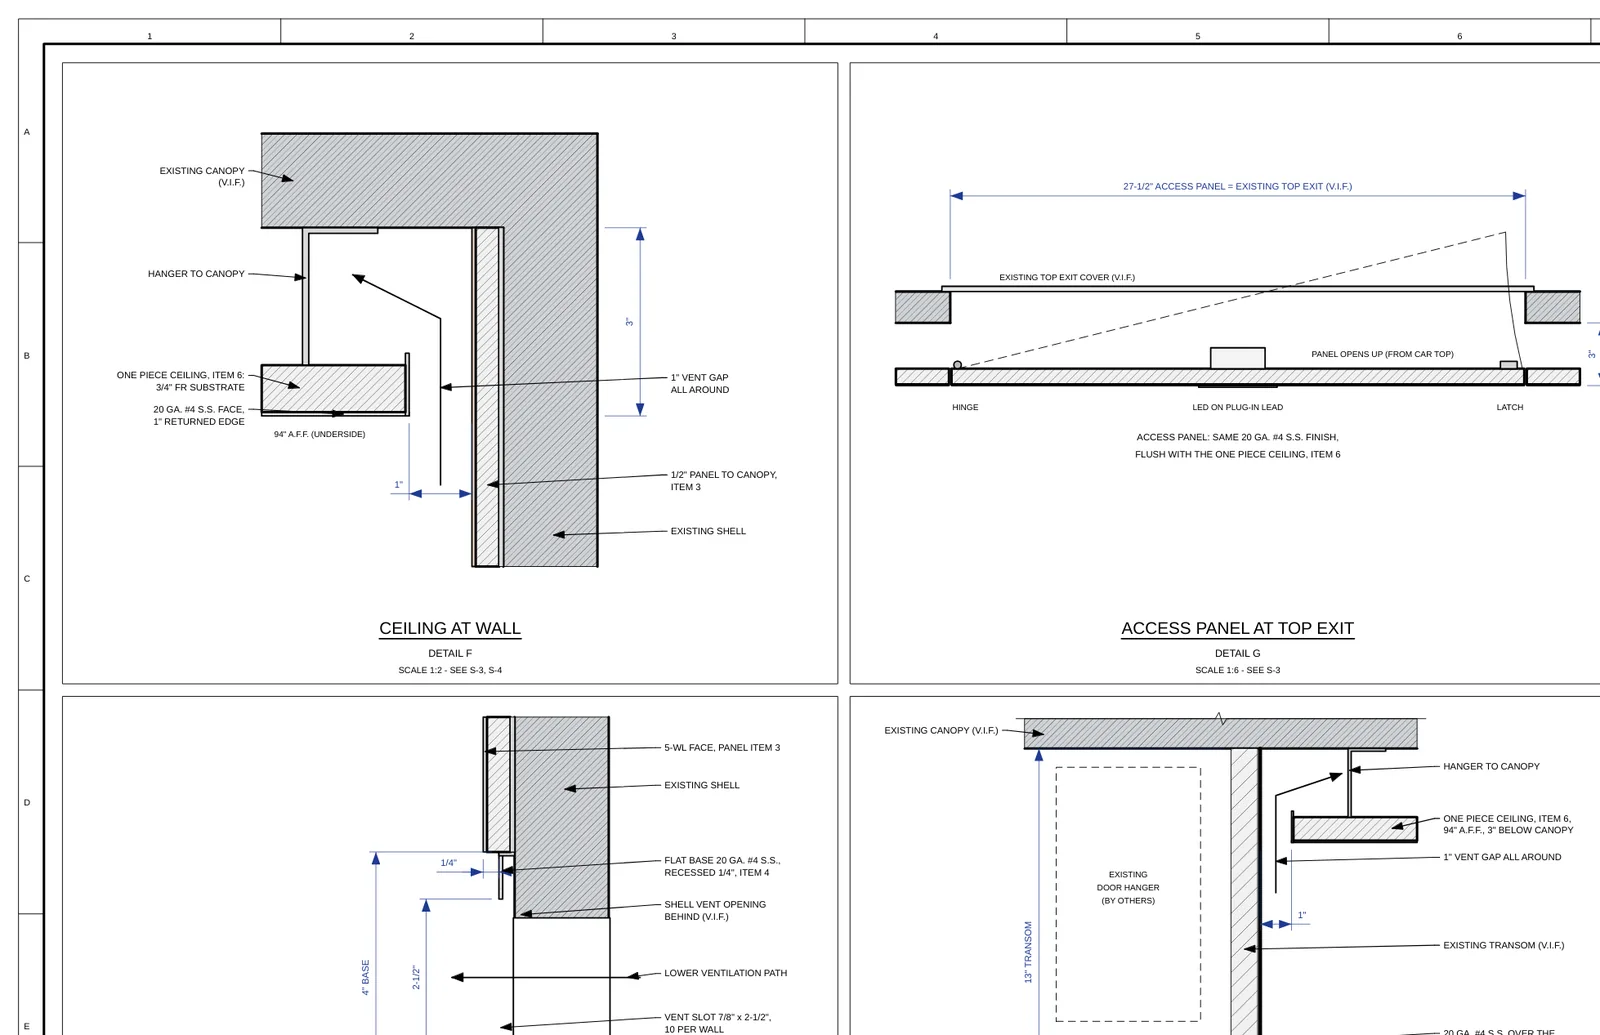 1 2 3 4 5 6
A
B
C
D
E
EXISTING CANOPY
(V.I.F.)
HANGER TO CANOPY
ONE PIECE CEILING, ITEM 6:
3/4" FR SUBSTRATE
20 GA. #4 S.S. FACE,
1" RETURNED EDGE
94" A.F.F. (UNDERSIDE)
1"
3"
1" VENT GAP
ALL AROUND
1/2" PANEL TO CANOPY,
ITEM 3
EXISTING SHELL
CEILING AT WALL
DETAIL F
SCALE 1:2 - SEE S-3, S-4
27-1/2" ACCESS PANEL = EXISTING TOP EXIT (V.I.F.)
EXISTING TOP EXIT COVER (V.I.F.)
PANEL OPENS UP (FROM CAR TOP)
3"
HINGE
LED ON PLUG-IN LEAD
LATCH
ACCESS PANEL: SAME 20 GA. #4 S.S. FINISH,
FLUSH WITH THE ONE PIECE CEILING, ITEM 6
ACCESS PANEL AT TOP EXIT
DETAIL G
SCALE 1:6 - SEE S-3
5-WL FACE, PANEL ITEM 3
EXISTING SHELL
1/4"
FLAT BASE 20 GA. #4 S.S.,
RECESSED 1/4", ITEM 4
SHELL VENT OPENING
BEHIND (V.I.F.)
4" BASE
2-1/2"
LOWER VENTILATION PATH
VENT SLOT 7/8" x 2-1/2",
10 PER WALL
EXISTING CANOPY (V.I.F.)
HANGER TO CANOPY
ONE PIECE CEILING, ITEM 6,
94" A.F.F., 3" BELOW CANOPY
1" VENT GAP ALL AROUND
EXISTING
DOOR HANGER
(BY OTHERS)
1"
13" TRANSOM
EXISTING TRANSOM (V.I.F.)
20 GA. #4 S.S. OVER THE